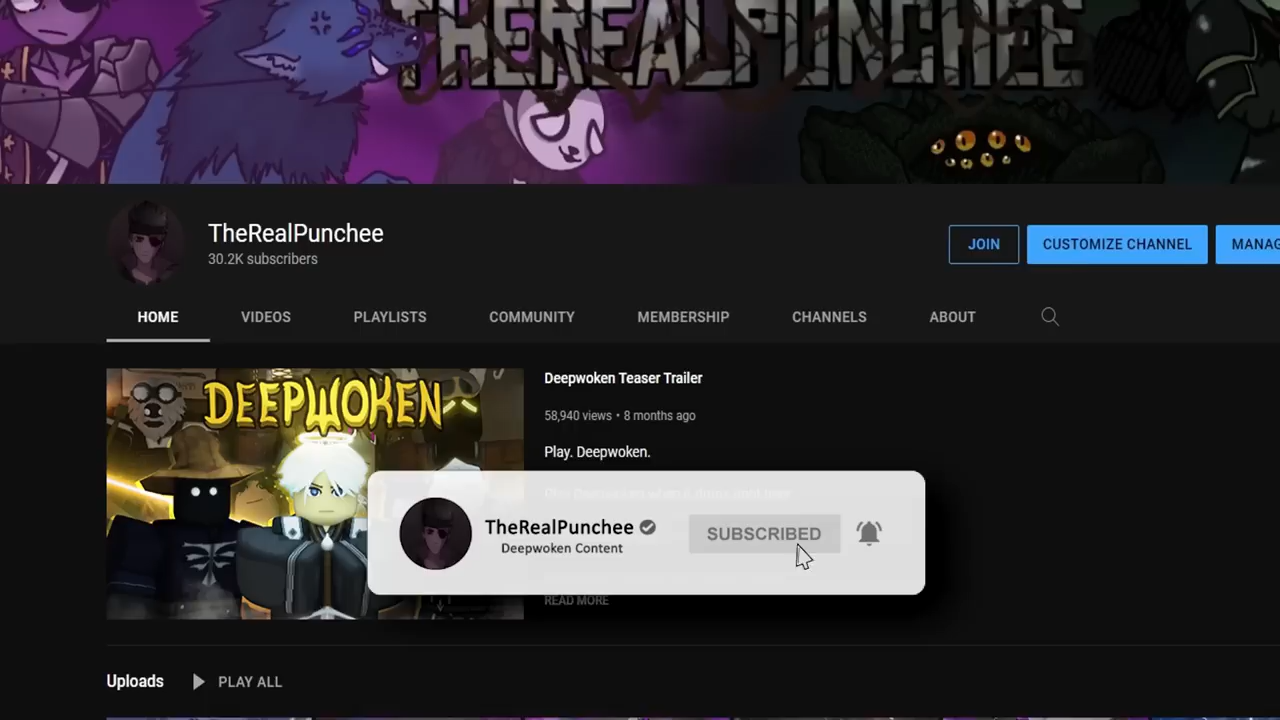 THEREALPUNCHEE
TheRealPunchee
30.2K subscribers
JOIN
CUSTOMIZE CHANNEL
MANAG
HOME
VIDEOS
PLAYLISTS
COMMUNITY
MEMBERSHIP
CHANNELS
ABOUT
DEEPWOKEN
Deepwoken Teaser Trailer
58,940 views • 8 months ago
Play. Deepwoken.
TheRealPunchee
Deepwoken Content
SUBSCRIBED
READ MORE
Uploads
PLAY ALL